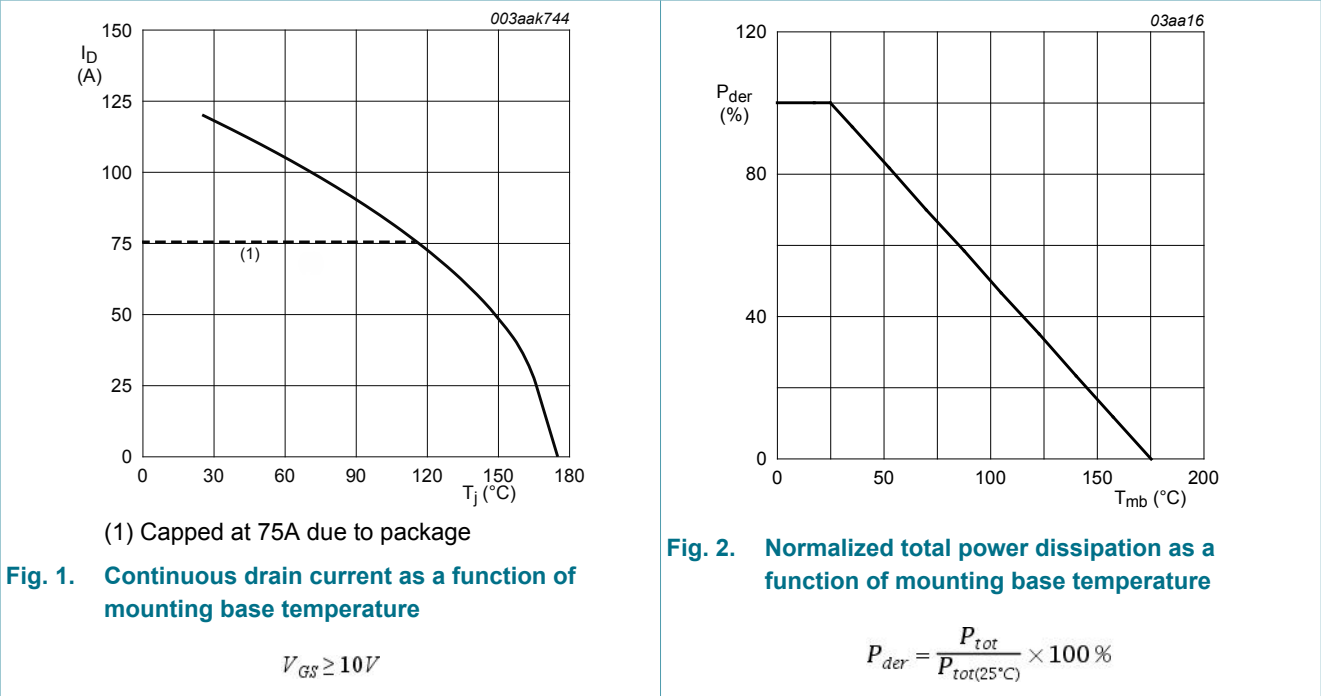 003aak744
I_D
(A)
150
125
100
75
50
25
0
(1)
0 30 60 90 120 150 180
T_j (°C)
(1) Capped at 75A due to package
Fig. 1. Continuous drain current as a function of
mounting base temperature
V_GS ≥ 10V
03aa16
P_der
(%)
120
80
40
0
0 50 100 150 200
T_mb (°C)
Fig. 2. Normalized total power dissipation as a
function of mounting base temperature
P_der = P_tot / P_tot(25°C) × 100 %